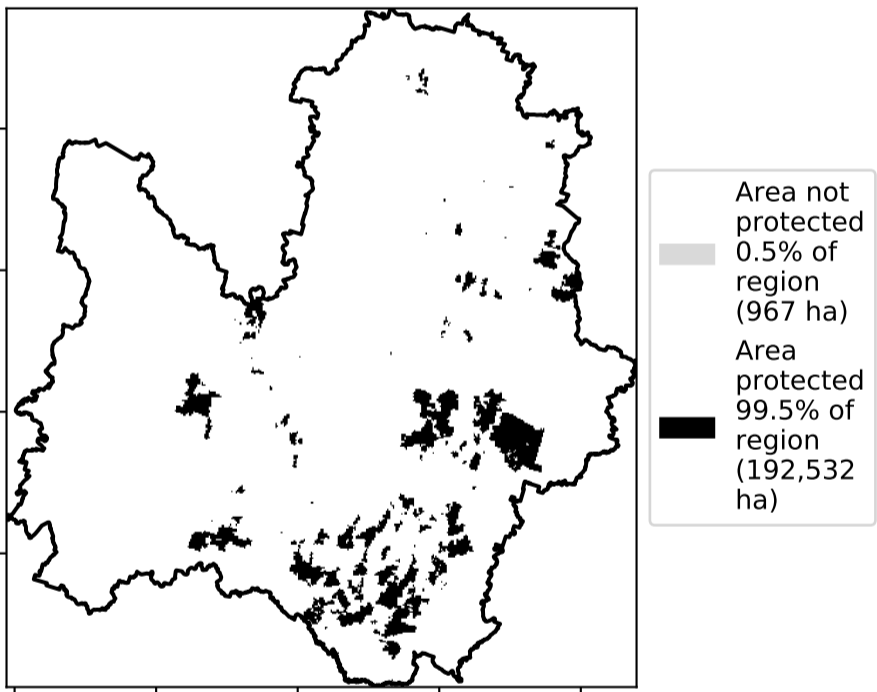 Area not
protected
0.5% of
region
(967 ha)
Area
protected
99.5% of
region
(192,532
ha)